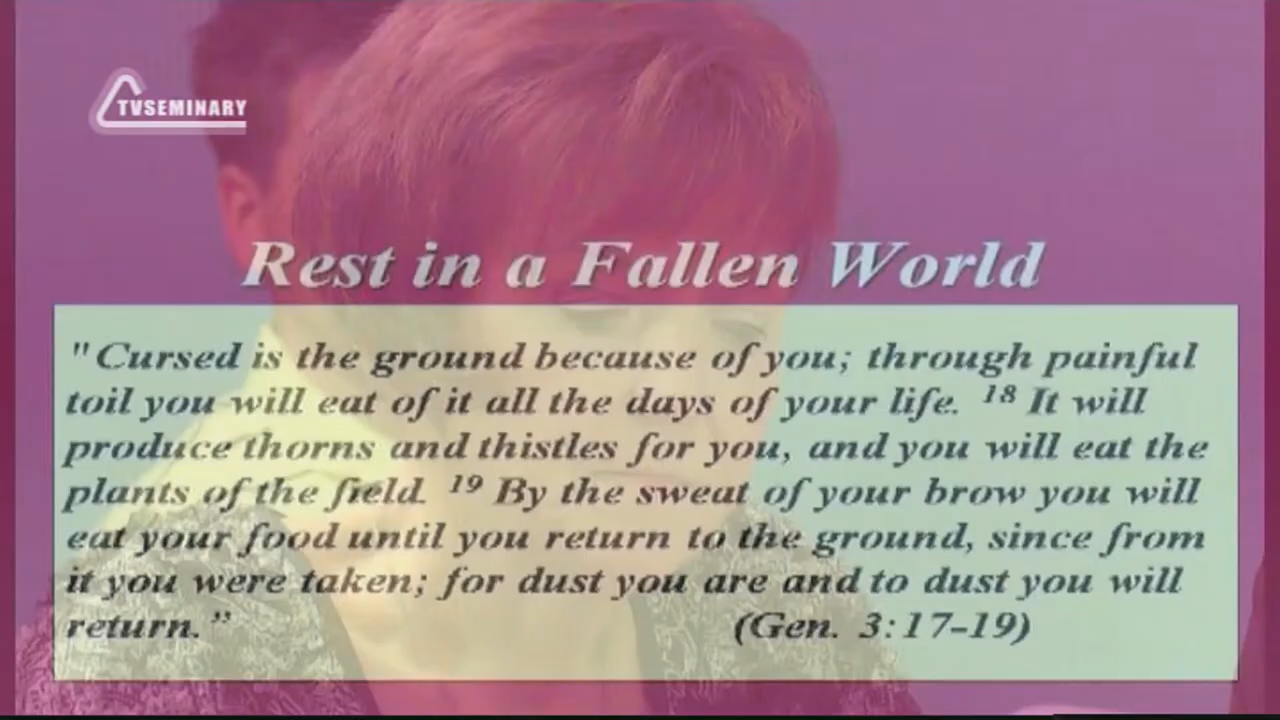 TVSEMINARY
Rest in a Fallen World
"Cursed is the ground because of you; through painful
toil you will eat of it all the days of your life. 18 It will
produce thorns and thistles for you, and you will eat the
plants of the field. 19 By the sweat of your brow you will
eat your food until you return to the ground, since from
it you were taken; for dust you are and to dust you will
return.” (Gen. 3:17-19)